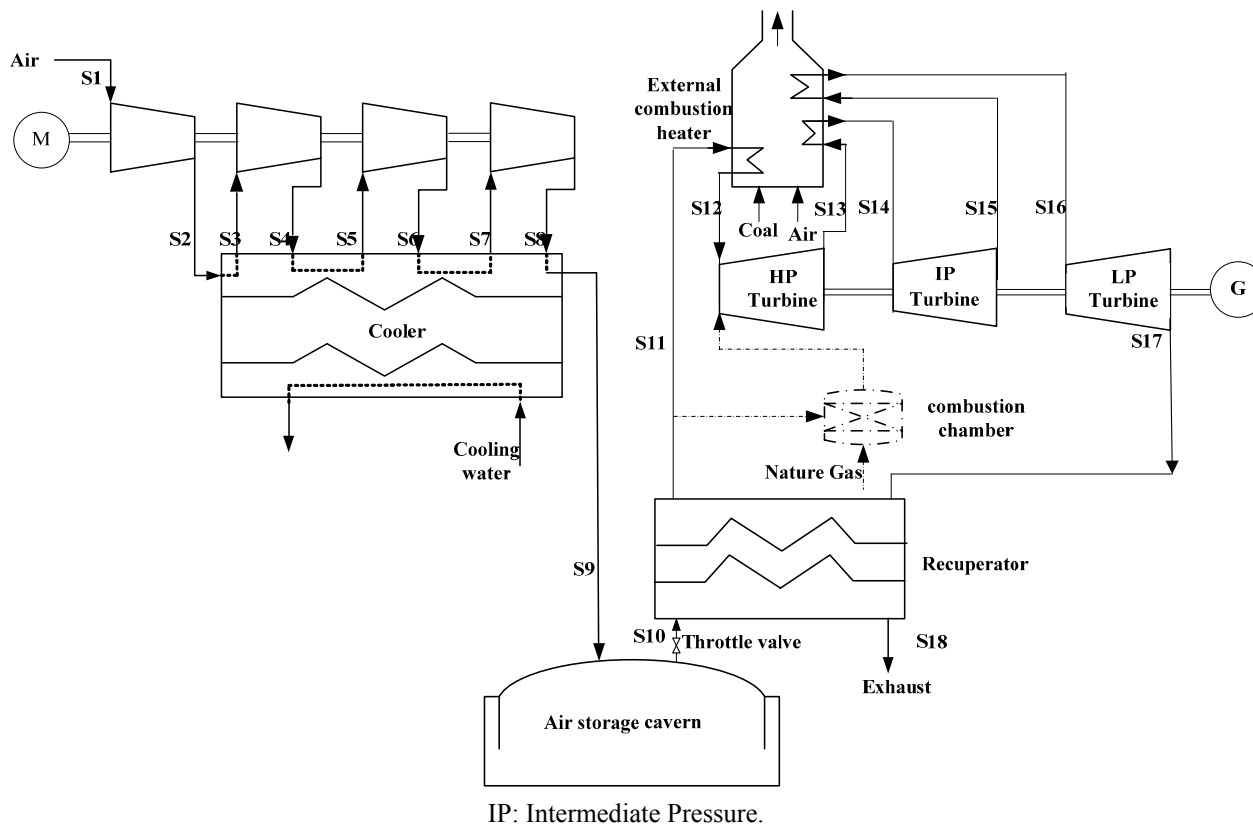 Air
S1
M
S2
S3
S4
S5
S6
S7
S8
Cooler
Cooling
water
S9
External
combustion
heater
S12
Coal
Air
S13
S14
S15
S16
HP
Turbine
IP
Turbine
LP
Turbine
G
S11
S17
combustion
chamber
Nature Gas
Recuperator
S10
Throttle valve
S18
Exhaust
Air storage cavern
IP: Intermediate Pressure.